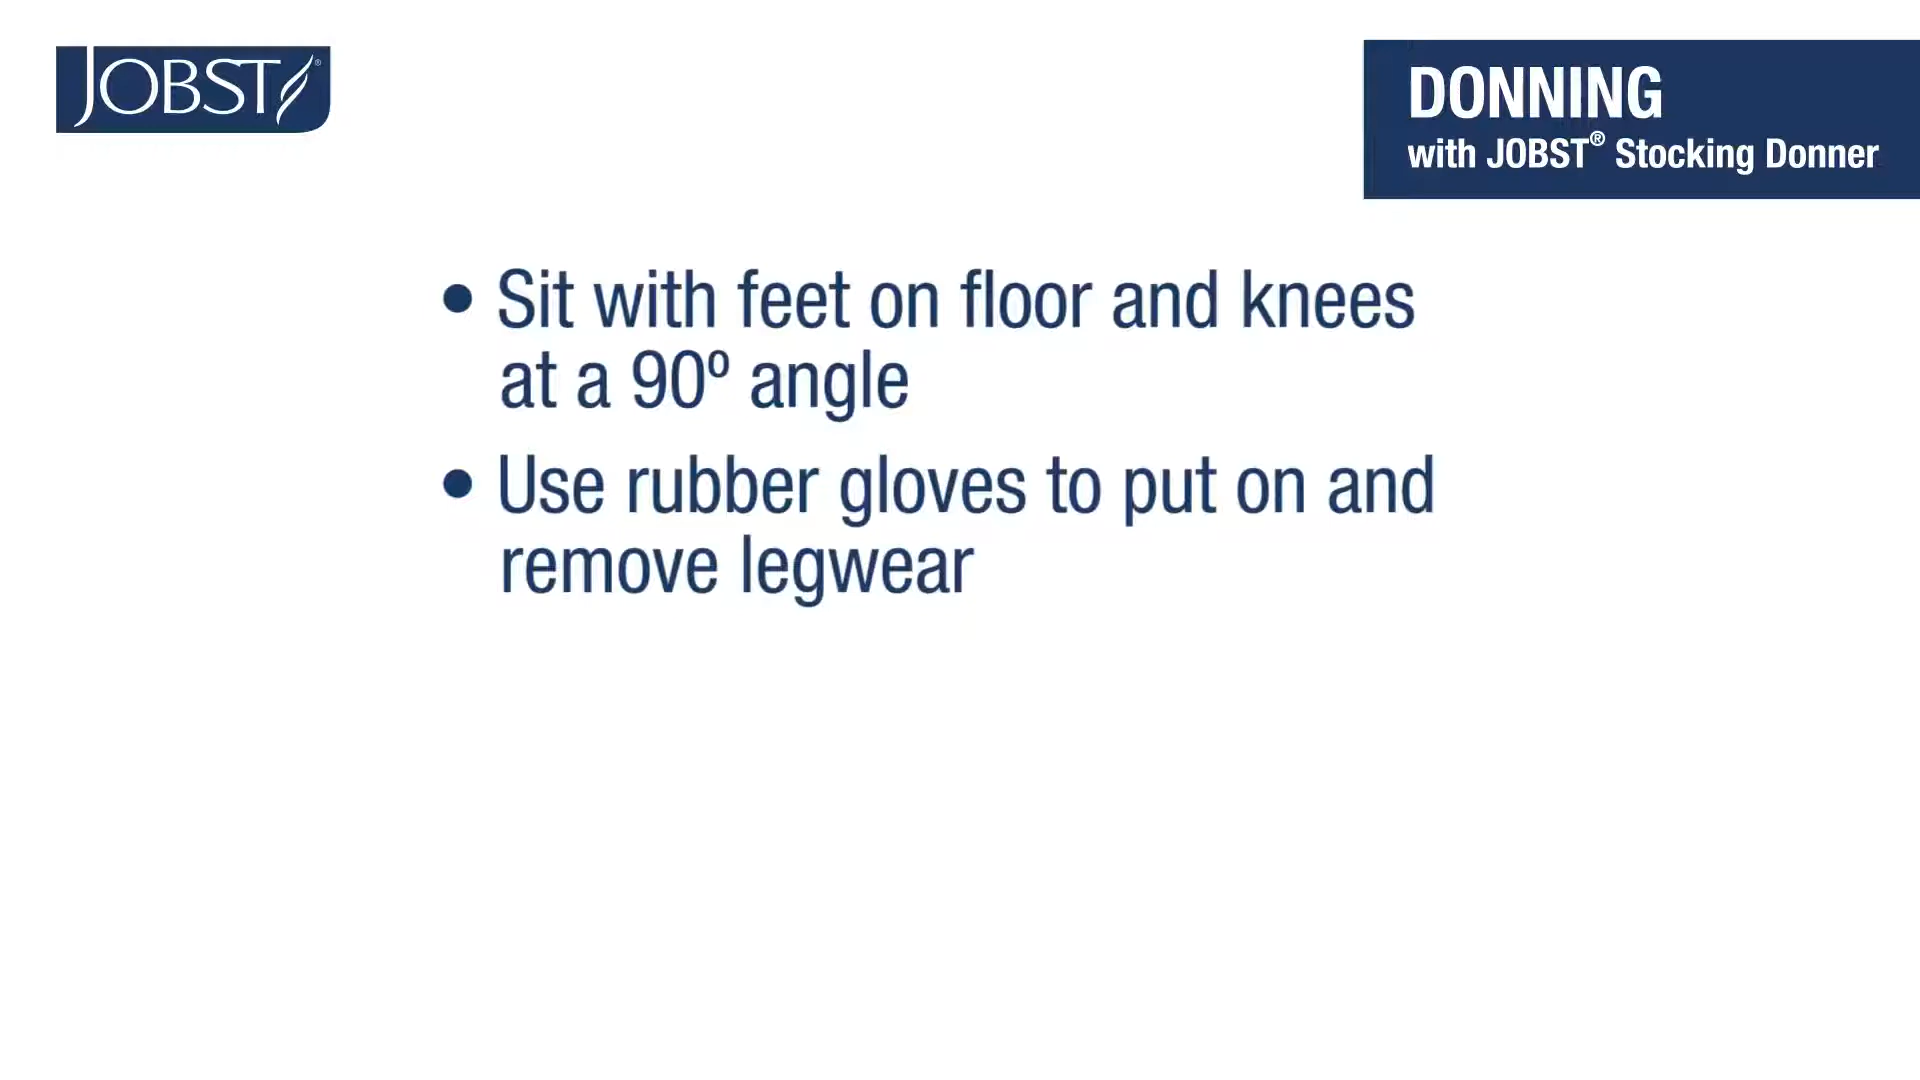 JOBST®
DONNING
with JOBST® Stocking Donner
• Sit with feet on floor and knees
at a 90º angle
• Use rubber gloves to put on and
remove legwear